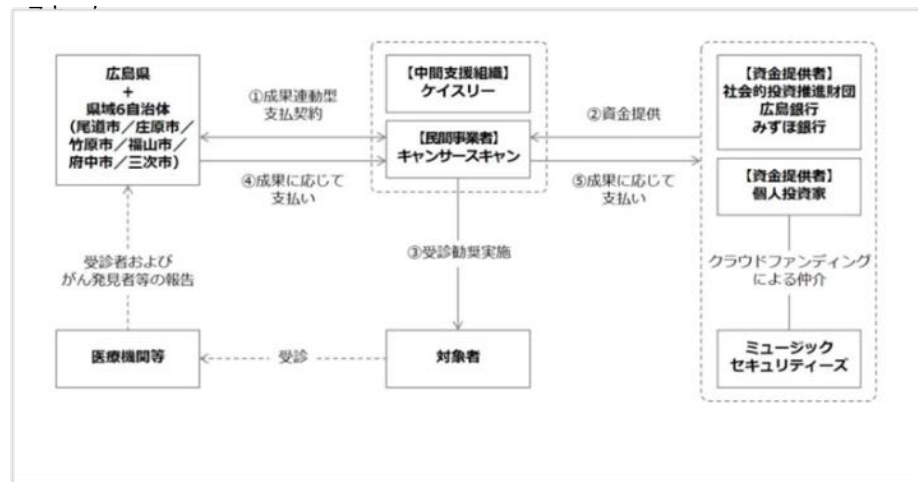 広島県
+
県域6自治体
(尾道市/庄原市/
竹原市/福山市/
府中市/三次市)
①成果連動型
支払契約
④成果に応じて
支払い
【中間支援組織】
ケイスリー
【民間事業者】
キャンサースキャン
②資金提供
⑤成果に応じて
支払い
【資金提供者】
社会的投資推進財団
広島銀行
みずほ銀行
【資金提供者】
個人投資家
受診者および
がん発見者等の報告
③受診勧奨実施
クラウドファンディング
による仲介
医療機関等
受診
対象者
ミュージック
セキュリティーズ